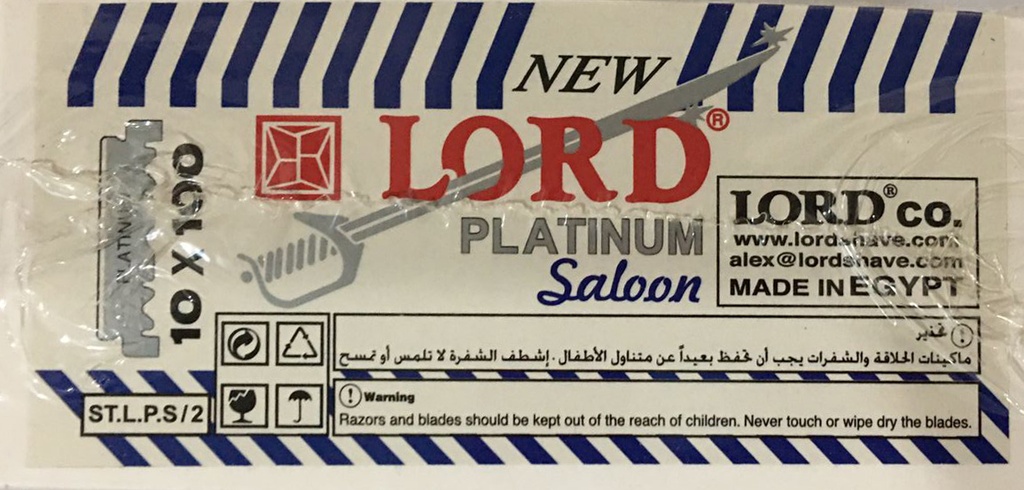 NEW
LORD®
PLATINUM
Saloon
PLATINUM
10 X 100
LORD® CO.
www.lordshave.com
alex@lordshave.com
MADE IN EGYPT
تحذير
ماكينات الحلاقة والشفرات يجب أن تحفظ بعيداً عن متناول الأطفال. إشطف الشفرة لا تلمس أو تمسح
ST.L.P.S/2
Warning
Razors and blades should be kept out of the reach of children. Never touch or wipe dry the blades.